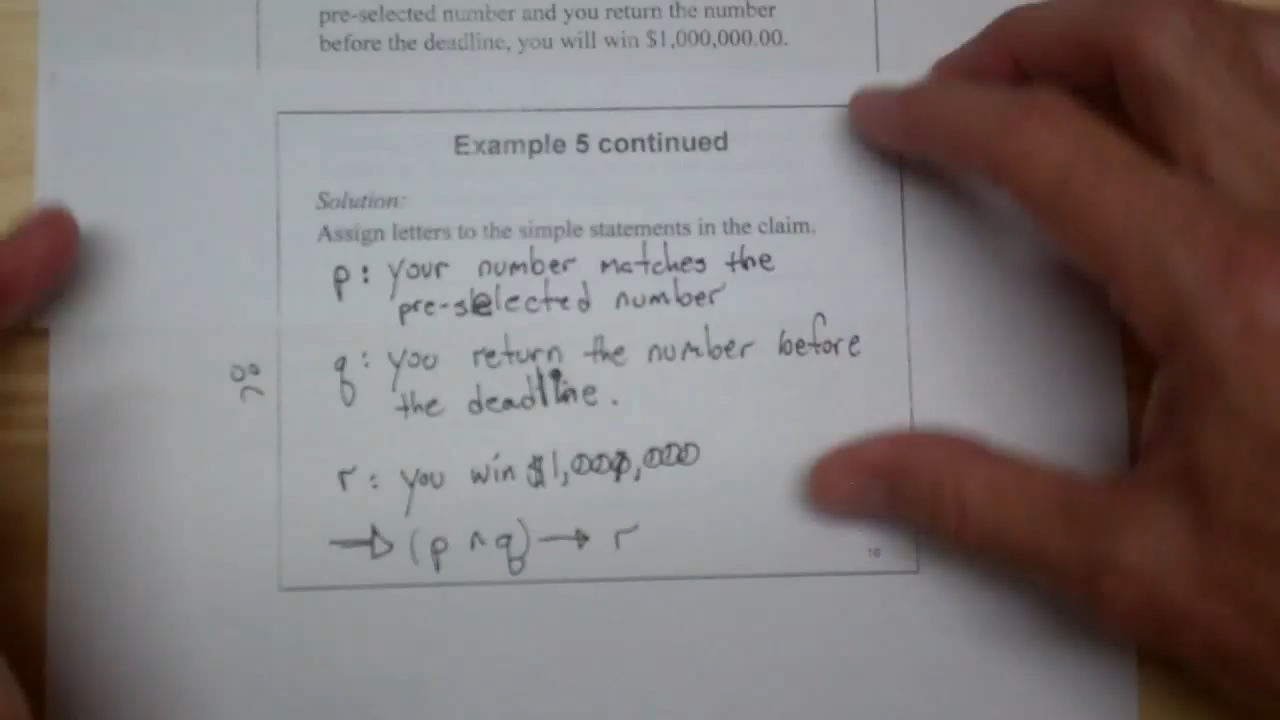 pre-selected number and you return the number
before the deadline, you will win $1,000,000.00.
Example 5 continued
Solution:
Assign letters to the simple statements in the claim.
p: your number matches the
pre-selected number
q: you return the number before
the deadline.
r: you win $1,000,000
→ (p ∧ q) → r
16